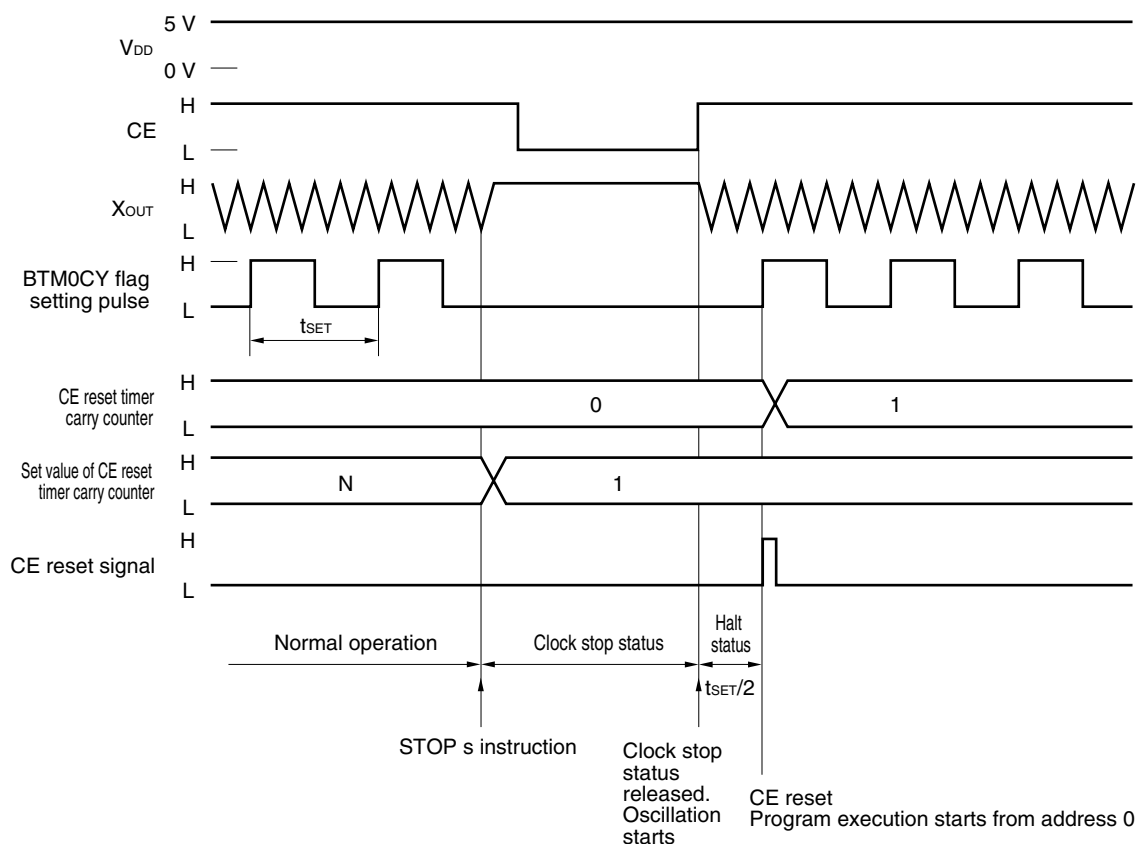 5 V
VDD
0 V
H
CE
L
H
XOUT
L
H
BTM0CY flag
setting pulse
L
tSET
H
CE reset timer
carry counter
0
1
L
H
Set value of CE reset
timer carry counter
N
1
L
H
CE reset signal
L
Normal operation
Clock stop status
Halt
status
tSET/2
STOP s instruction
Clock stop
status
released.
Oscillation
starts
CE reset
Program execution starts from address 0